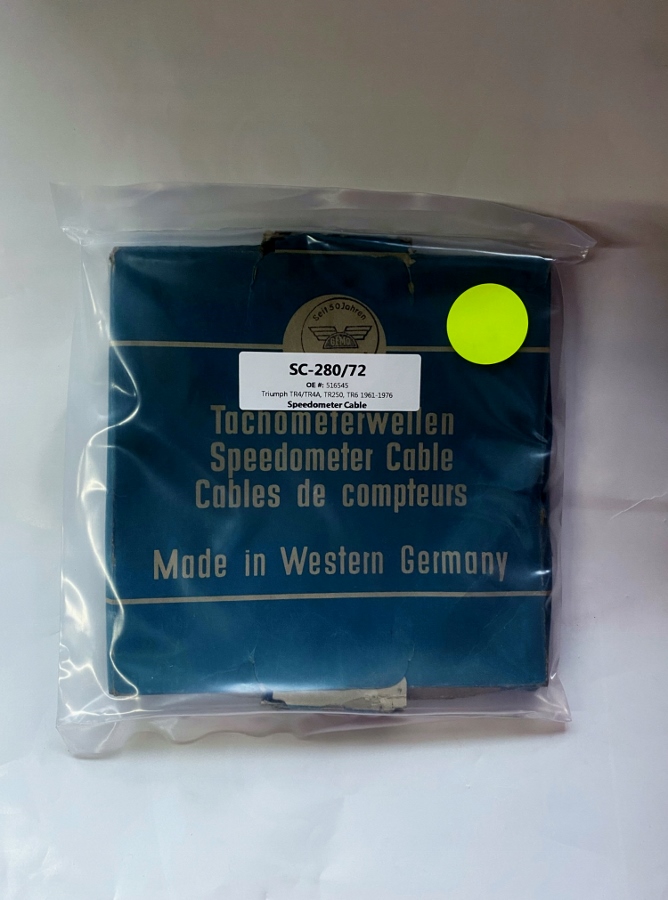 Seit 50 Jahren
GEMO
SC-280/72
OE #: 516545
Triumph TR4/TR4A, TR250, TR6 1961-1976
Speedometer Cable
Tachometerwellen
Speedometer Cable
Cables de compteurs
Made in Western Germany